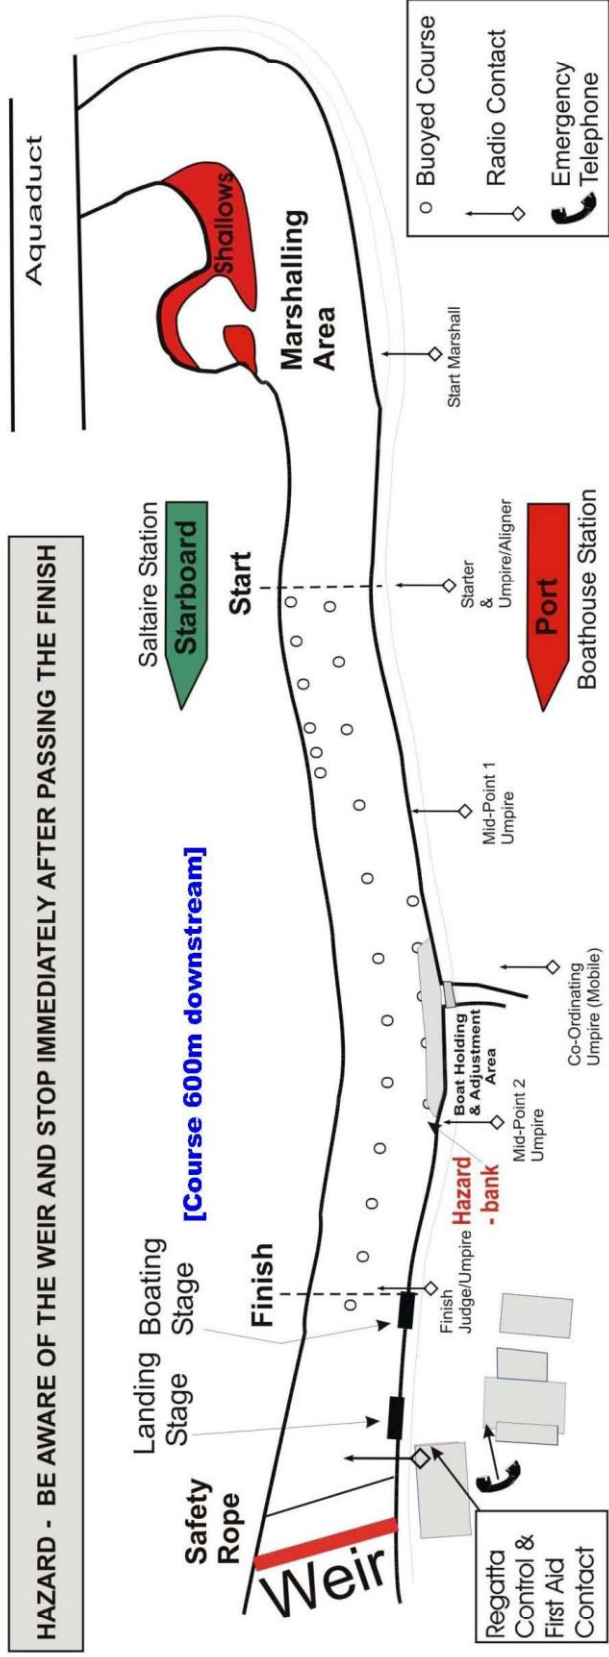 HAZARD - BE AWARE OF THE WEIR AND STOP IMMEDIATELY AFTER PASSING THE FINISH
Aquaduct
Landing
Stage
Boating
Stage
[Course 600m downstream]
Saltaire Station
Starboard
Shallows
Safety
Rope
Finish
Start
Marshalling
Area
Weir
Boat Holding
& Adjustment
Area
Hazard
- bank
Finish
Judge/Umpire
Mid-Point 2
Umpire
Co-Ordinating
Umpire (Mobile)
Mid-Point 1
Umpire
Starter
&
Umpire/Aligner
Start Marshall
Port
Boathouse Station
Regatta
Control &
First Aid
Contact
Buoyed Course
Radio Contact
Emergency
Telephone